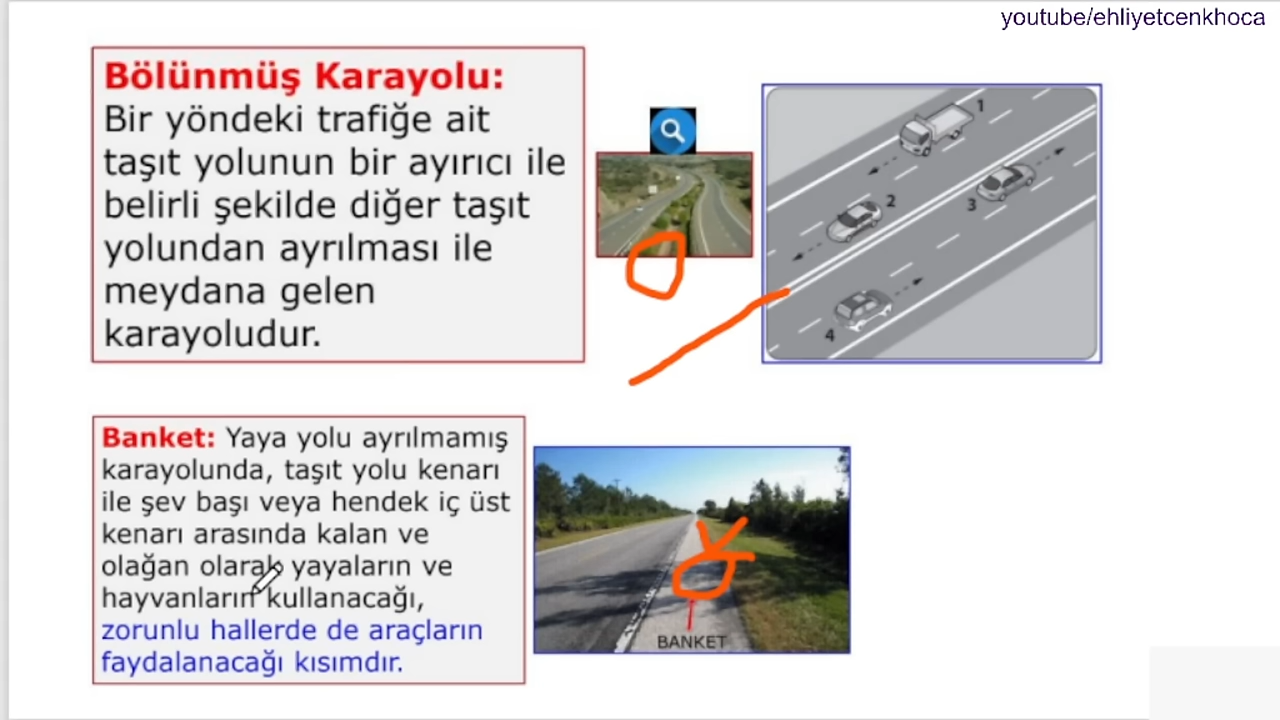 youtube/ehliyetcenkhoca
Bölünmüş Karayolu:
Bir yöndeki trafiğe ait
taşıt yolunun bir ayırıcı ile
belirli şekilde diğer taşıt
yolundan ayrılması ile
meydana gelen
karayoludur.
1
2
3
4
Banket: Yaya yolu ayrılmamış
karayolunda, taşıt yolu kenarı
ile şev başı veya hendek iç üst
kenarı arasında kalan ve
olağan olarak yayaların ve
hayvanların kullanacağı,
zorunlu hallerde de araçların
faydalanacağı kısımdır.
BANKET